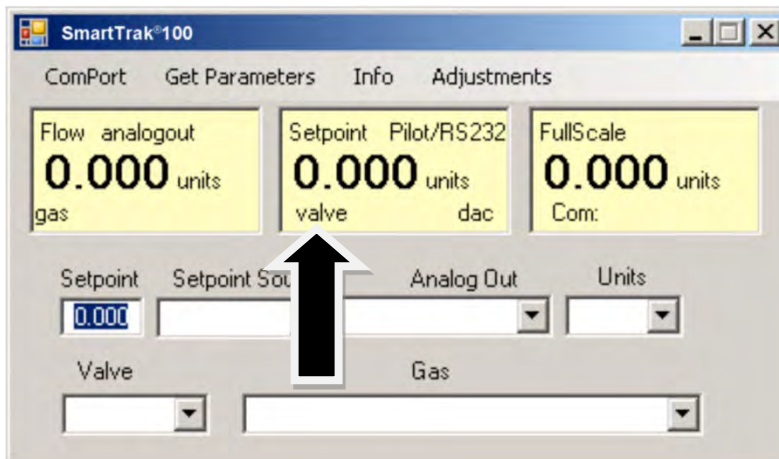 SmartTrak®100
ComPort Get Parameters Info Adjustments
Flow analogout
0.000 units
gas
Setpoint Pilot/RS232
0.000 units
valve dac
FullScale
0.000 units
Com:
Setpoint Setpoint Analog Out Units
0.000
Valve Gas